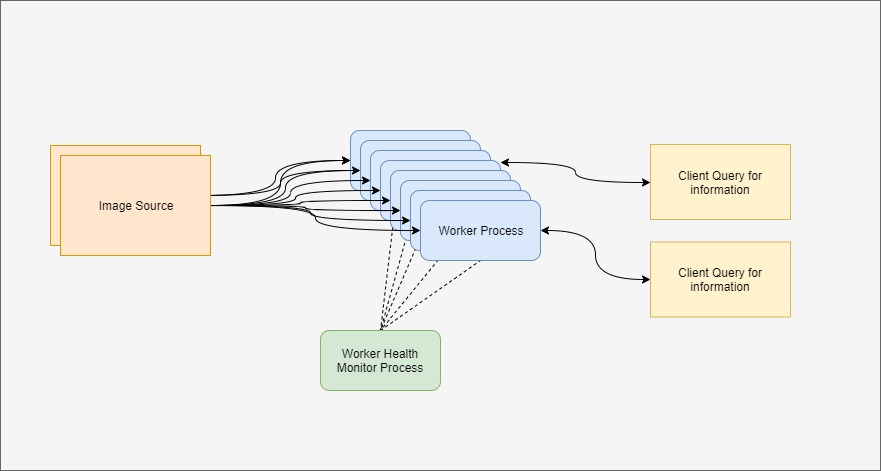 Image Source
Worker Process
Client Query for
information
Client Query for
information
Worker Health
Monitor Process